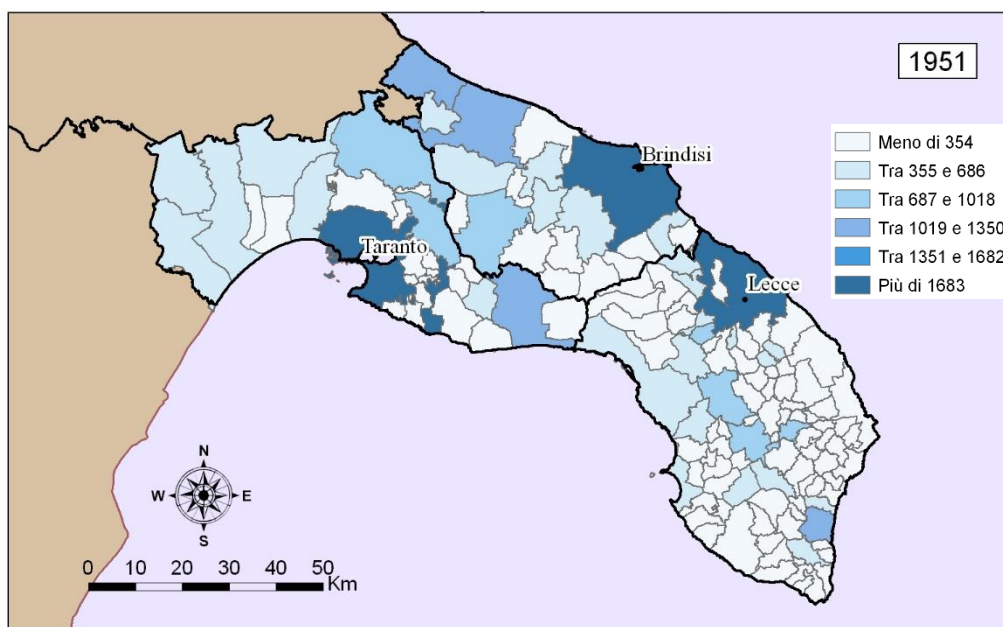 1951
Brindisi
Taranto
Lecce
Meno di 354
Tra 355 e 686
Tra 687 e 1018
Tra 1019 e 1350
Tra 1351 e 1682
Più di 1683
N
W E
S
0 10 20 30 40 50
Km